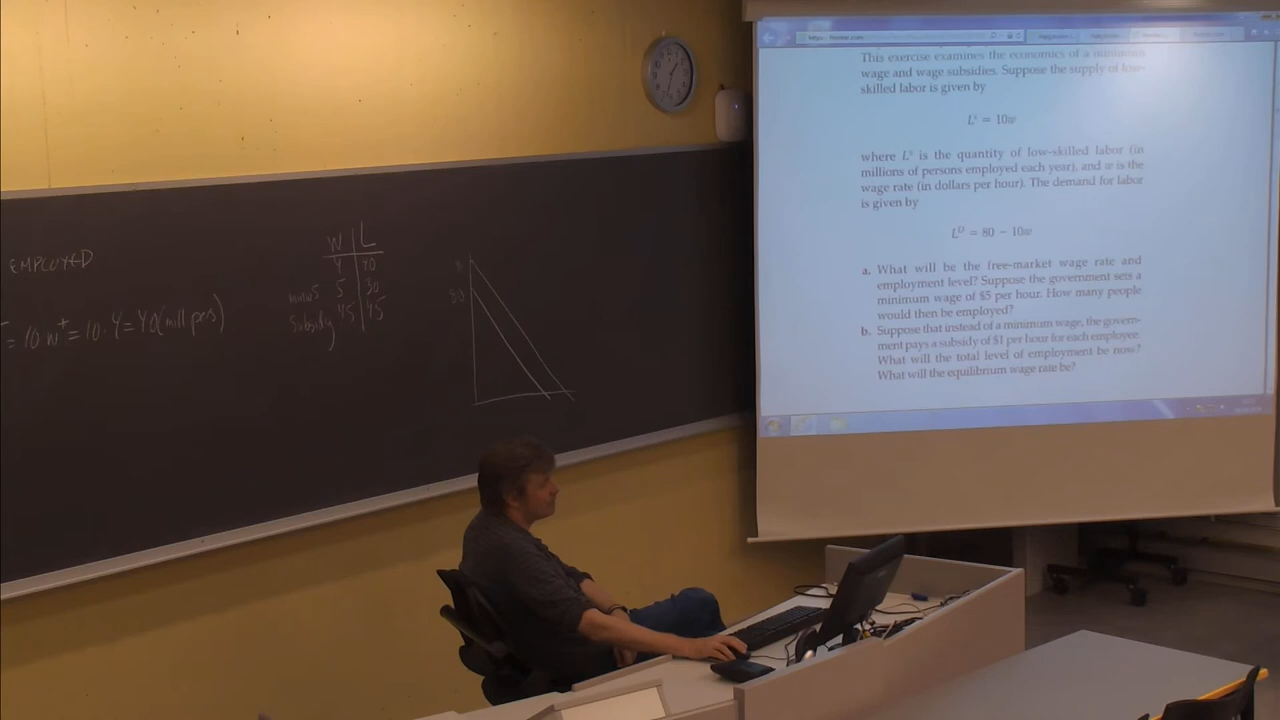 EMPLOYED
= 10 w⁺ = 10 · 4 = 40 (mill pers)
W | L
4 | 40
5 | 30
Subsidy 4.5 | 45
80
This exercise examines the economics of a minimum
wage and wage subsidies. Suppose the supply of low-
skilled labor is given by
Lˢ = 10w
where Lˢ is the quantity of low-skilled labor (in
millions of persons employed each year), and w is the
wage rate (in dollars per hour). The demand for labor
is given by
Lᴰ = 80 − 10w
a. What will be the free-market wage rate and
employment level? Suppose the government sets a
minimum wage of $5 per hour. How many people
would then be employed?
b. Suppose that instead of a minimum wage, the govern-
ment pays a subsidy of $1 per hour for each employee.
What will the total level of employment be now?
What will the equilibrium wage rate be?